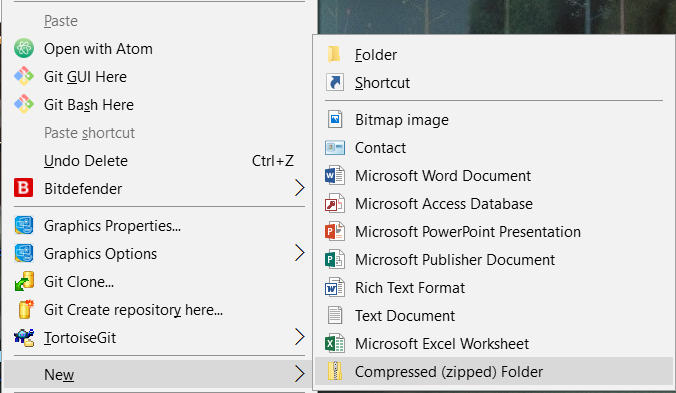 Paste
Open with Atom
Git GUI Here
Git Bash Here
Paste shortcut
Undo Delete Ctrl+Z
B Bitdefender
Graphics Properties...
Graphics Options
Git Clone...
Git Create repository here...
TortoiseGit
New
Folder
Shortcut
Bitmap image
Contact
Microsoft Word Document
Microsoft Access Database
Microsoft PowerPoint Presentation
Microsoft Publisher Document
Rich Text Format
Text Document
Microsoft Excel Worksheet
Compressed (zipped) Folder